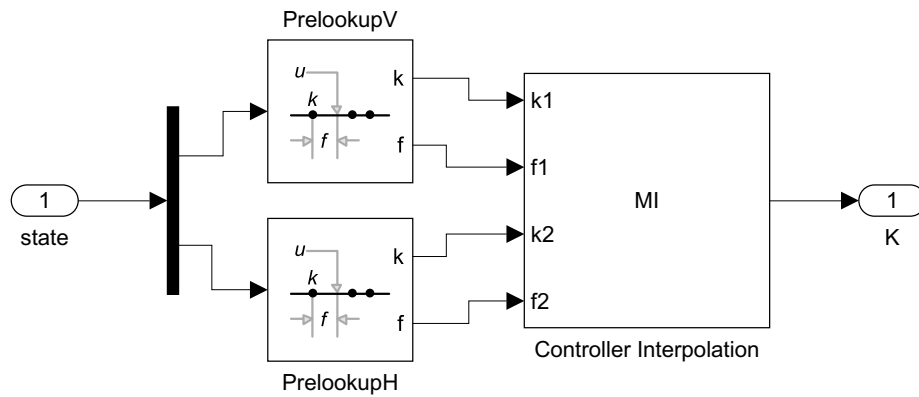 PrelookupV
u
k
f
k
f
k1
f1
MI
k2
f2
1
state
1
K
u
k
f
k
f
PrelookupH
Controller Interpolation